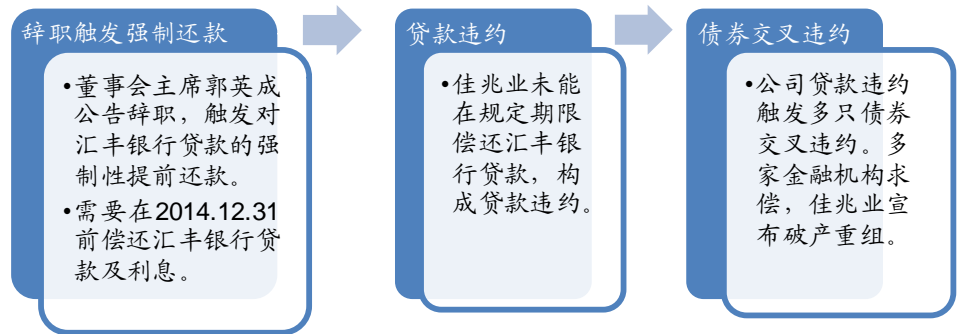 辞职触发强制还款
•董事会主席郭英成
公告辞职，触发对
汇丰银行贷款的强
制性提前还款。
•需要在2014.12.31
前偿还汇丰银行贷
款及利息。
贷款违约
•佳兆业未能
在规定期限
偿还汇丰银
行贷款，构
成贷款违约。
债券交叉违约
•公司贷款违约
触发多只债券
交叉违约。多
家金融机构求
偿，佳兆业宣
布破产重组。